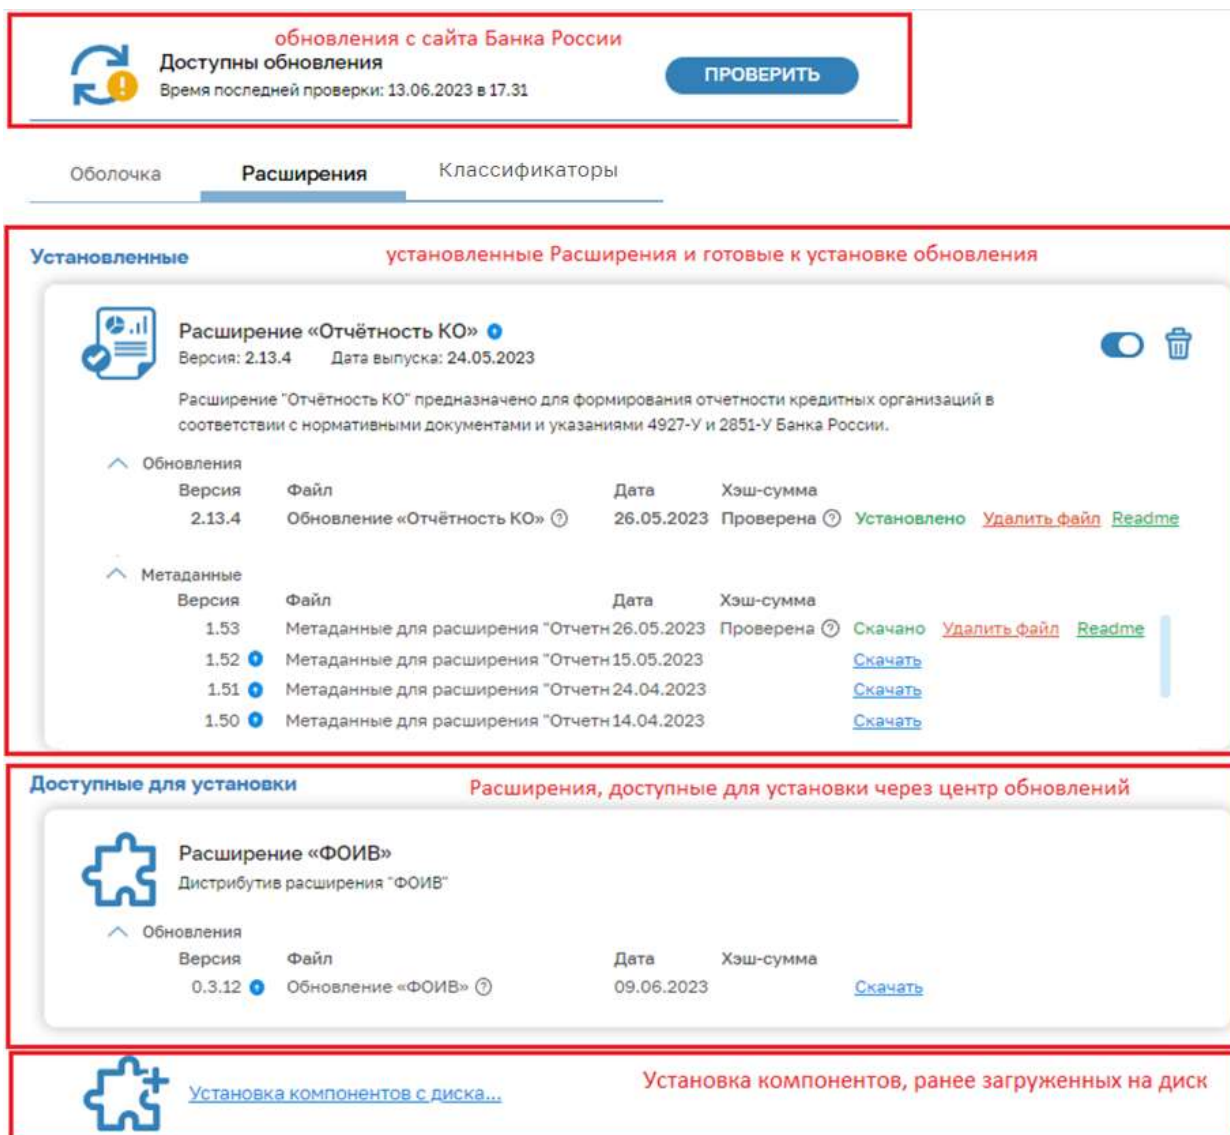 обновления с сайта Банка России
Доступны обновления
Время последней проверки: 13.06.2023 в 17.31
ПРОВЕРИТЬ
Оболочка Расширения Классификаторы
Установленные установленные Расширения и готовые к установке обновления
Расширение «Отчётность КО»
Версия: 2.13.4 Дата выпуска: 24.05.2023
Расширение "Отчётность КО" предназначено для формирования отчетности кредитных организаций в
соответствии с нормативными документами и указаниями 4927-У и 2851-У Банка России.
Обновления
Версия Файл Дата Хэш-сумма
2.13.4 Обновление «Отчётность КО» ? 26.05.2023 Проверена ? Установлено Удалить файл Readme
Метаданные
Версия Файл Дата Хэш-сумма
1.53 Метаданные для расширения "Отчетн 26.05.2023 Проверена ? Скачано Удалить файл Readme
1.52 Метаданные для расширения "Отчетн 15.05.2023 Скачать
1.51 Метаданные для расширения "Отчетн 24.04.2023 Скачать
1.50 Метаданные для расширения "Отчетн 14.04.2023 Скачать
Доступные для установки Расширения, доступные для установки через центр обновлений
Расширение «ФОИВ»
Дистрибутив расширения "ФОИВ"
Обновления
Версия Файл Дата Хэш-сумма
0.3.12 Обновление «ФОИВ» ? 09.06.2023 Скачать
Установка компонентов с диска... Установка компонентов, ранее загруженных на диск